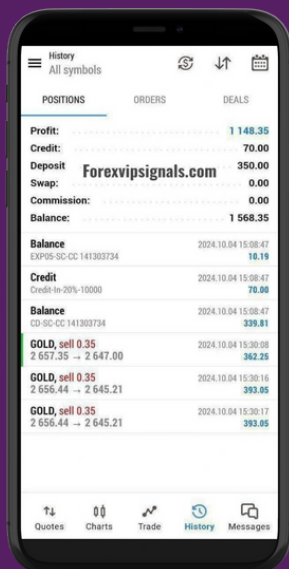 History
All symbols
POSITIONS ORDERS DEALS
Profit: 1 148.35
Credit: 70.00
Deposit 350.00
Forexvipsignals.com
Swap: 0.00
Commission: 0.00
Balance: 1 568.35
Balance 2024.10.04 15:08:47
EXP05-SC-CC 141303734 10.19
Credit 2024.10.04 15:08:47
Credit-In-20%-10000 70.00
Balance 2024.10.04 15:08:47
CD-SC-CC 141303734 339.81
GOLD, sell 0.35 2024.10.04 15:30:08
2 657.35 → 2 647.00 362.25
GOLD, sell 0.35 2024.10.04 15:30:16
2 656.44 → 2 645.21 393.05
GOLD, sell 0.35 2024.10.04 15:30:17
2 656.44 → 2 645.21 393.05
Quotes Charts Trade History Messages